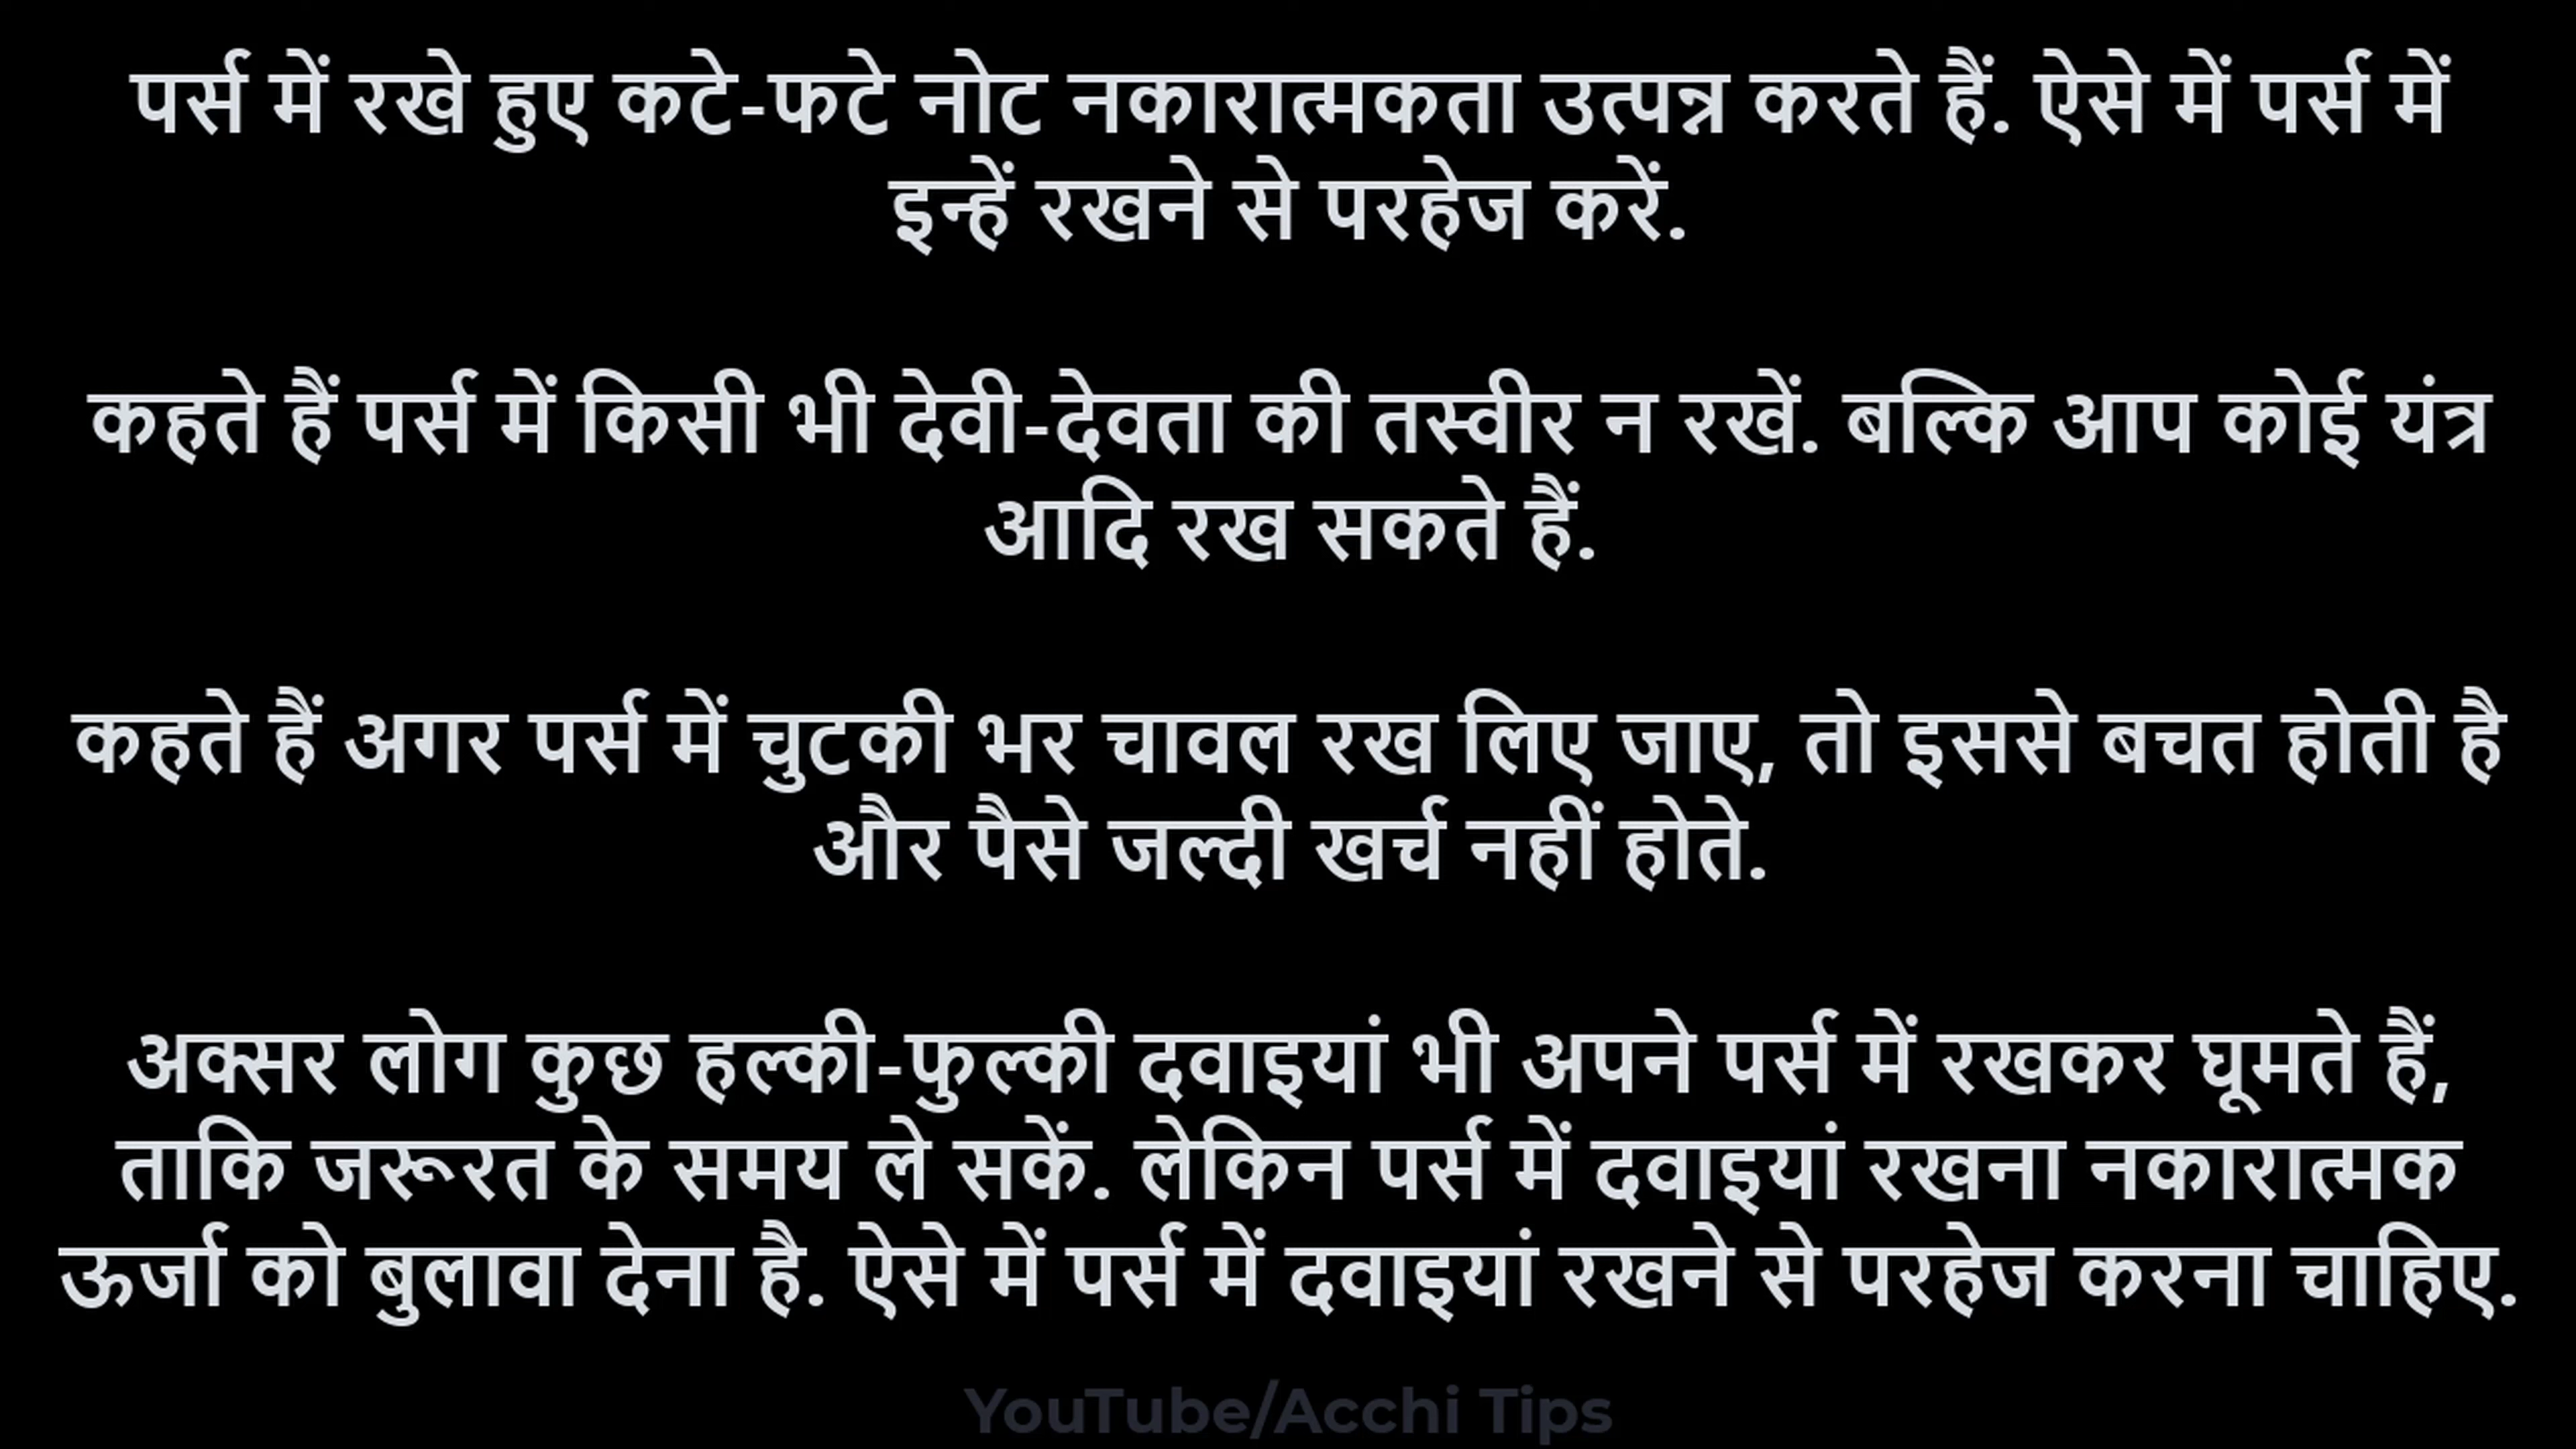 पर्स में रखे हुए कटे-फटे नोट नकारात्मकता उत्पन्न करते हैं. ऐसे में पर्स में
इन्हें रखने से परहेज करें.
कहते हैं पर्स में किसी भी देवी-देवता की तस्वीर न रखें. बल्कि आप कोई यंत्र
आदि रख सकते हैं.
कहते हैं अगर पर्स में चुटकी भर चावल रख लिए जाए, तो इससे बचत होती है
और पैसे जल्दी खर्च नहीं होते.
अक्सर लोग कुछ हल्की-फुल्की दवाइयां भी अपने पर्स में रखकर घूमते हैं,
ताकि जरूरत के समय ले सकें. लेकिन पर्स में दवाइयां रखना नकारात्मक
ऊर्जा को बुलावा देना है. ऐसे में पर्स में दवाइयां रखने से परहेज करना चाहिए.
YouTube/Acchi Tips